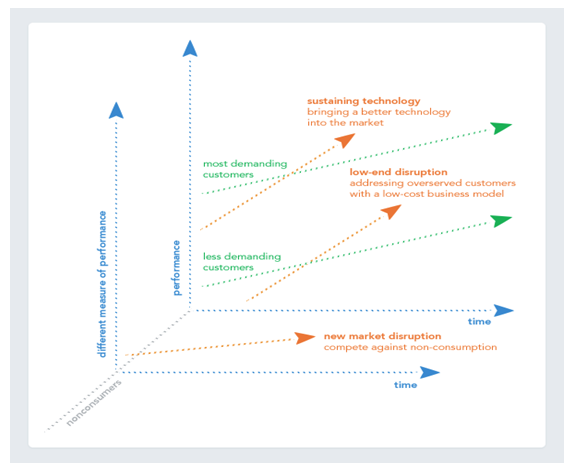 sustaining technology
bringing a better technology
into the market
most demanding
customers
low-end disruption
addressing overserved customers
with a low-cost business model
less demanding
customers
performance
different measure of performance
time
new market disruption
compete against non-consumption
time
nonconsumers